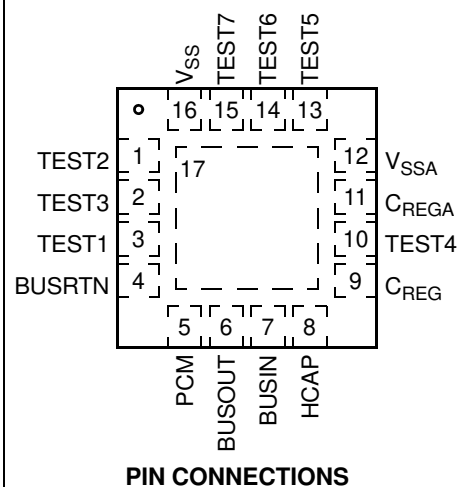 VSS
TEST7
TEST6
TEST5
16 15 14 13
TEST2 1
17
12 VSSA
TEST3 2
11 CREGA
TEST1 3
10 TEST4
BUSRTN 4
9 CREG
5 6 7 8
PCM
BUSOUT
BUSIN
HCAP
PIN CONNECTIONS